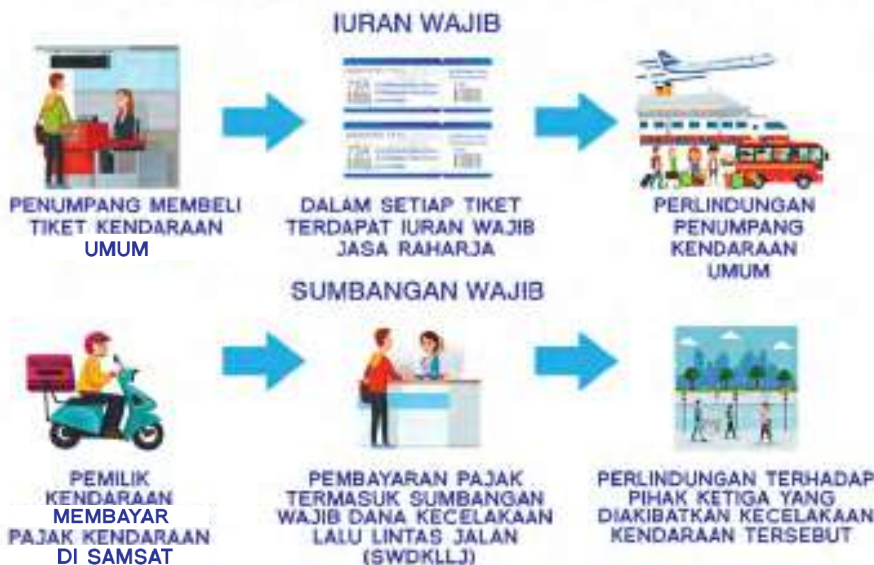 IURAN WAJIB
PENUMPANG MEMBELI
TIKET KENDARAAN
UMUM
DALAM SETIAP TIKET
TERDAPAT IURAN WAJIB
JASA RAHARJA
PERLINDUNGAN
PENUMPANG
KENDARAAN
UMUM
SUMBANGAN WAJIB
PEMILIK
KENDARAAN
MEMBAYAR
PAJAK KENDARAAN
DI SAMSAT
PEMBAYARAN PAJAK
TERMASUK SUMBANGAN
WAJIB DANA KECELAKAAN
LALU LINTAS JALAN
(SWDKLLJ)
PERLINDUNGAN TERHADAP
PIHAK KETIGA YANG
DIAKIBATKAN KECELAKAAN
KENDARAAN TERSEBUT